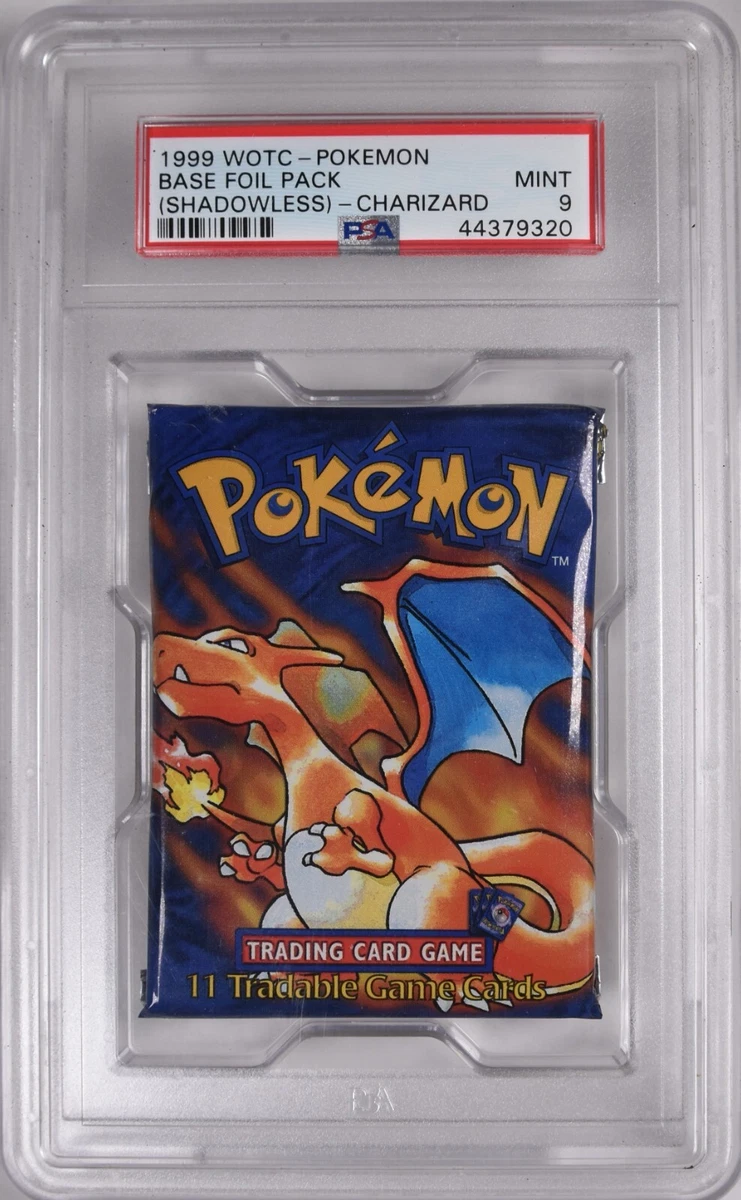 1999 WOTC – POKEMON
BASE FOIL PACK MINT
(SHADOWLESS) – CHARIZARD 9
PSA 44379320
POKéMON
TM
TRADING CARD GAME
11 Tradable Game Cards
PSA